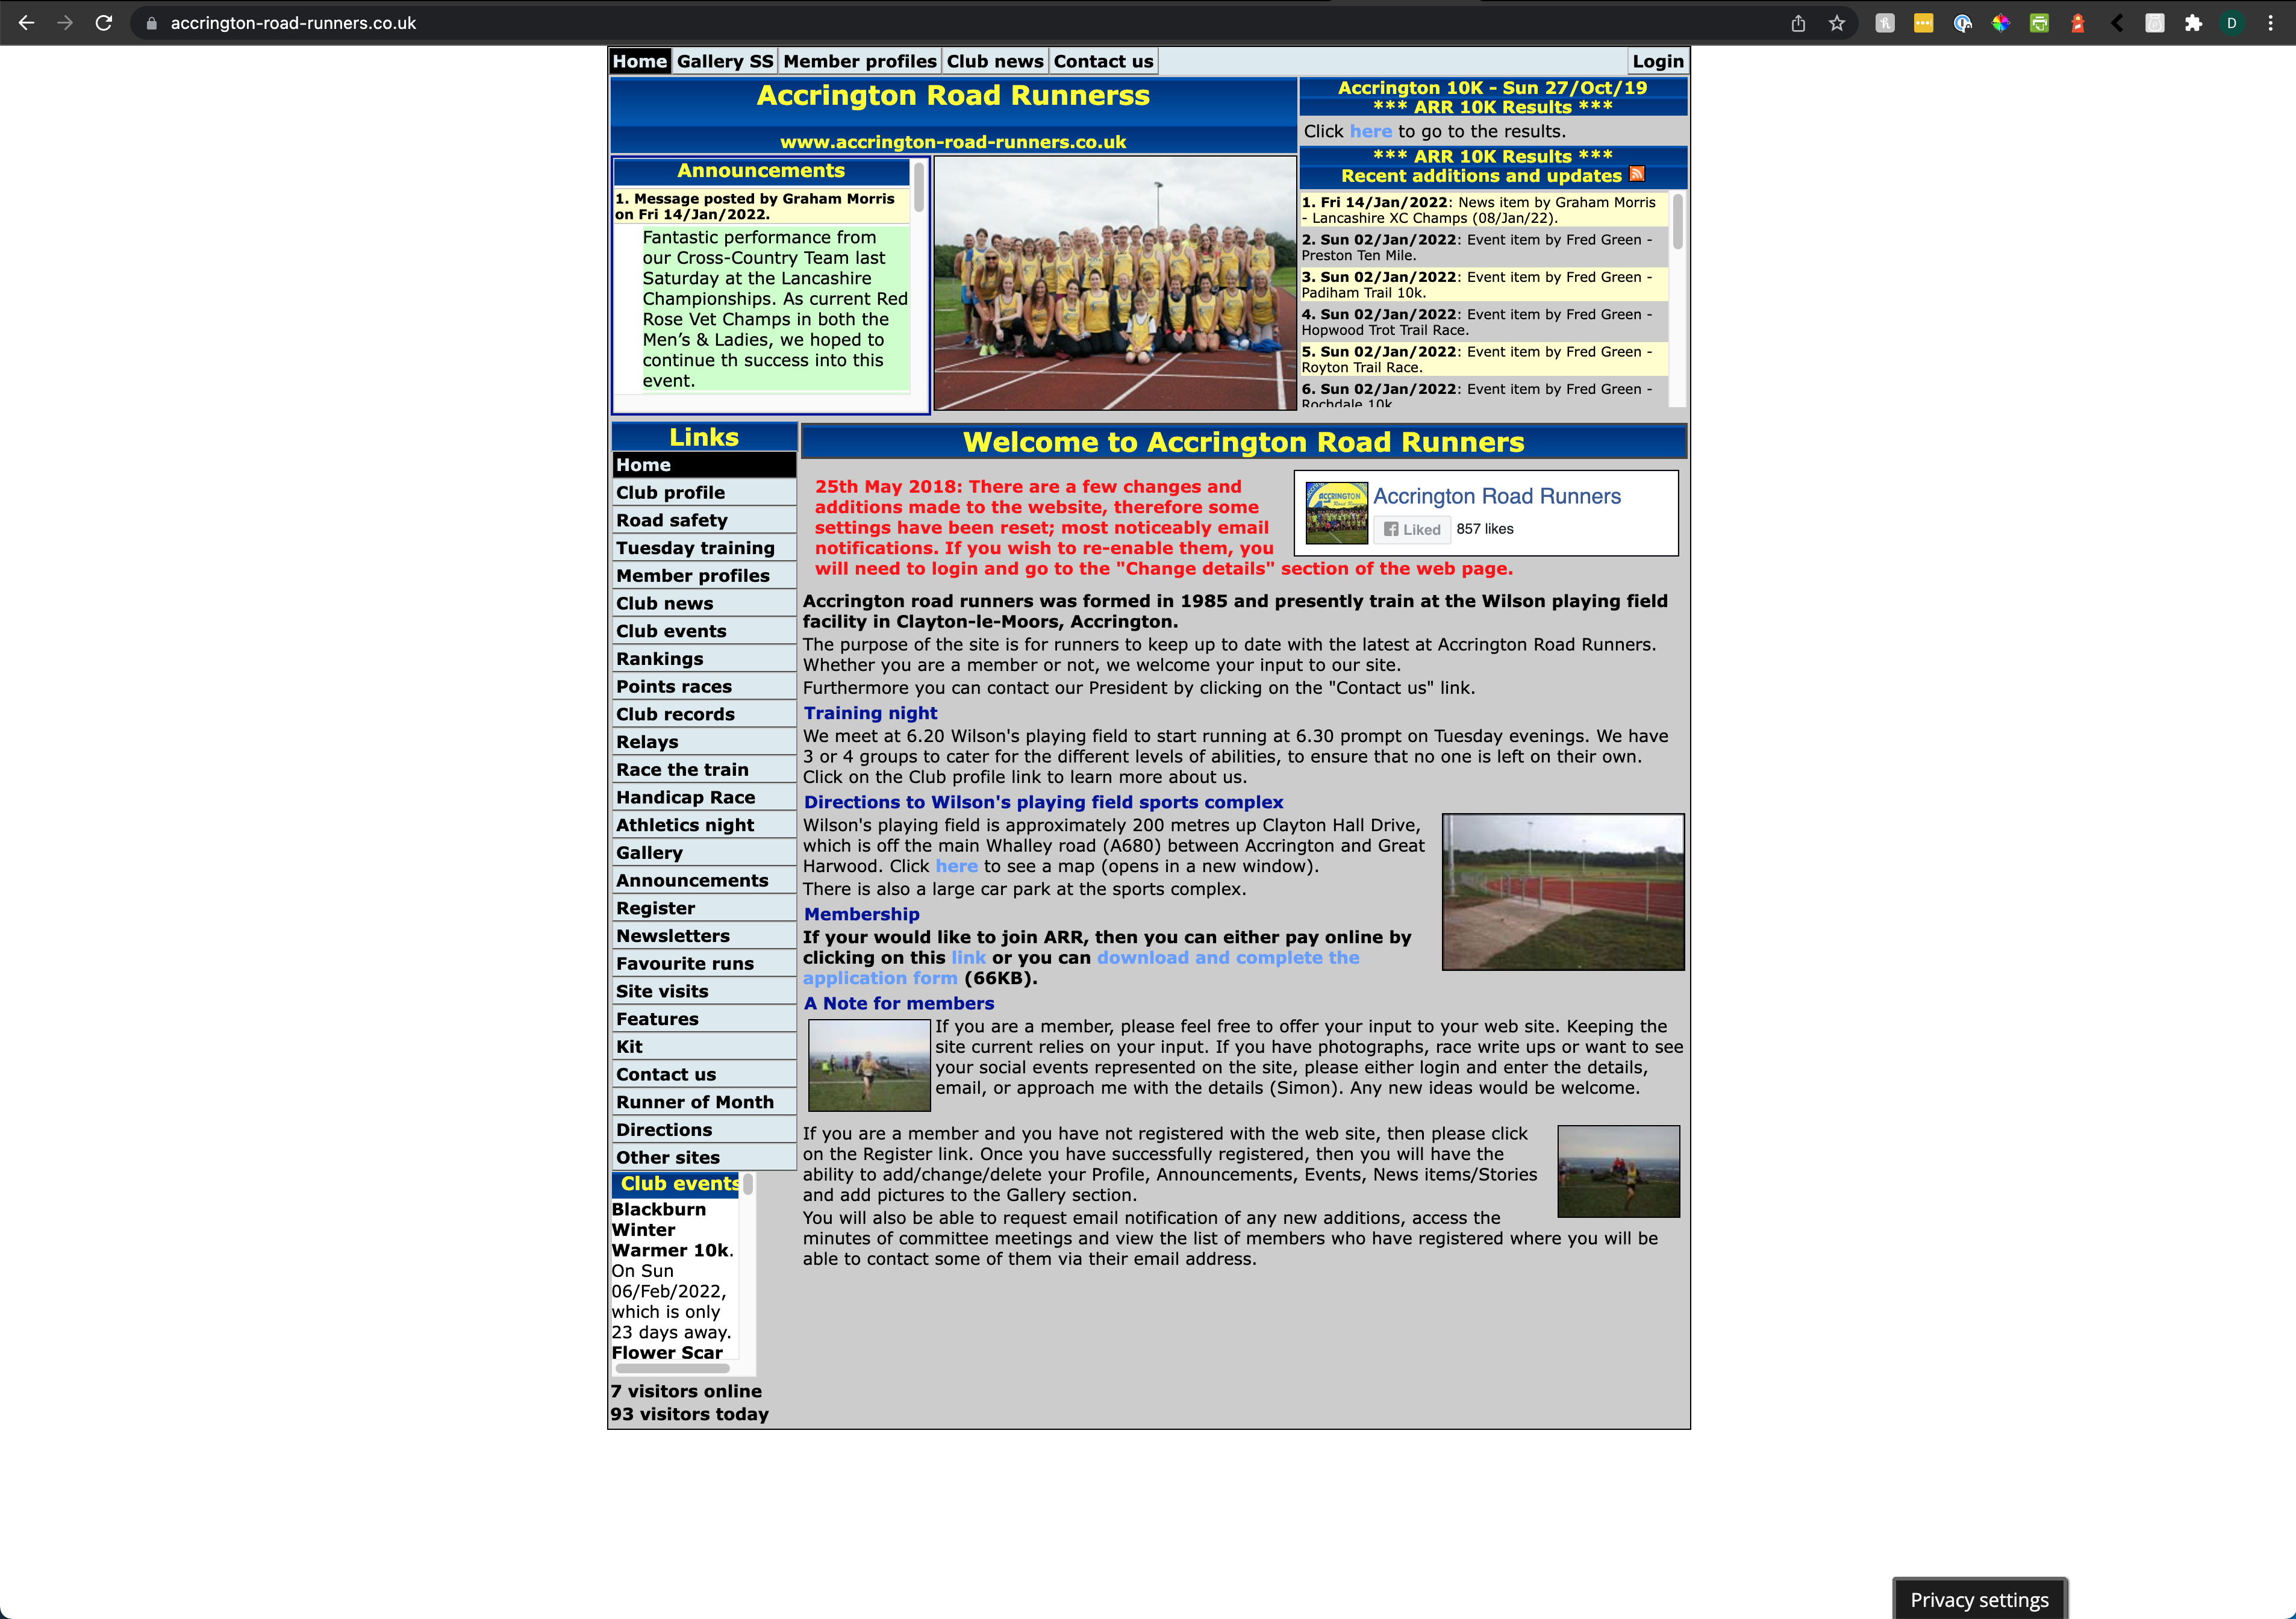 accrington-road-runners.co.uk
D
Home
Gallery SS
Member profiles
Club news
Contact us
Login
Accrington Road Runnerss
www.accrington-road-runners.co.uk
Accrington 10K - Sun 27/Oct/19
*** ARR 10K Results ***
Click here to go to the results.
*** ARR 10K Results ***
Recent additions and updates
Announcements
1. Message posted by Graham Morris
on Fri 14/Jan/2022.
Fantastic performance from
our Cross-Country Team last
Saturday at the Lancashire
Championships. As current Red
Rose Vet Champs in both the
Men’s & Ladies, we hoped to
continue th success into this
event.
1. Fri 14/Jan/2022: News item by Graham Morris
- Lancashire XC Champs (08/Jan/22).
2. Sun 02/Jan/2022: Event item by Fred Green -
Preston Ten Mile.
3. Sun 02/Jan/2022: Event item by Fred Green -
Padiham Trail 10k.
4. Sun 02/Jan/2022: Event item by Fred Green -
Hopwood Trot Trail Race.
5. Sun 02/Jan/2022: Event item by Fred Green -
Royton Trail Race.
6. Sun 02/Jan/2022: Event item by Fred Green -
Rochdale 10k
Links
Home
Club profile
Road safety
Tuesday training
Member profiles
Club news
Club events
Rankings
Points races
Club records
Relays
Race the train
Handicap Race
Athletics night
Gallery
Announcements
Register
Newsletters
Favourite runs
Site visits
Features
Kit
Contact us
Runner of Month
Directions
Other sites
Club events
Blackburn
Winter
Warmer 10k.
On Sun
06/Feb/2022,
which is only
23 days away.
Flower Scar
7 visitors online
93 visitors today
Welcome to Accrington Road Runners
25th May 2018: There are a few changes and
additions made to the website, therefore some
settings have been reset; most noticeably email
notifications. If you wish to re-enable them, you
will need to login and go to the "Change details" section of the web page.
ACCRINGTON
Accrington Road Runners
Liked
857 likes
Accrington road runners was formed in 1985 and presently train at the Wilson playing field
facility in Clayton-le-Moors, Accrington.
The purpose of the site is for runners to keep up to date with the latest at Accrington Road Runners.
Whether you are a member or not, we welcome your input to our site.
Furthermore you can contact our President by clicking on the "Contact us" link.
Training night
We meet at 6.20 Wilson's playing field to start running at 6.30 prompt on Tuesday evenings. We have
3 or 4 groups to cater for the different levels of abilities, to ensure that no one is left on their own.
Click on the Club profile link to learn more about us.
Directions to Wilson's playing field sports complex
Wilson's playing field is approximately 200 metres up Clayton Hall Drive,
which is off the main Whalley road (A680) between Accrington and Great
Harwood. Click here to see a map (opens in a new window).
There is also a large car park at the sports complex.
Membership
If your would like to join ARR, then you can either pay online by
clicking on this link or you can download and complete the
application form (66KB).
A Note for members
If you are a member, please feel free to offer your input to your web site. Keeping the
site current relies on your input. If you have photographs, race write ups or want to see
your social events represented on the site, please either login and enter the details,
email, or approach me with the details (Simon). Any new ideas would be welcome.
If you are a member and you have not registered with the web site, then please click
on the Register link. Once you have successfully registered, then you will have the
ability to add/change/delete your Profile, Announcements, Events, News items/Stories
and add pictures to the Gallery section.
You will also be able to request email notification of any new additions, access the
minutes of committee meetings and view the list of members who have registered where you will be
able to contact some of them via their email address.
Privacy settings